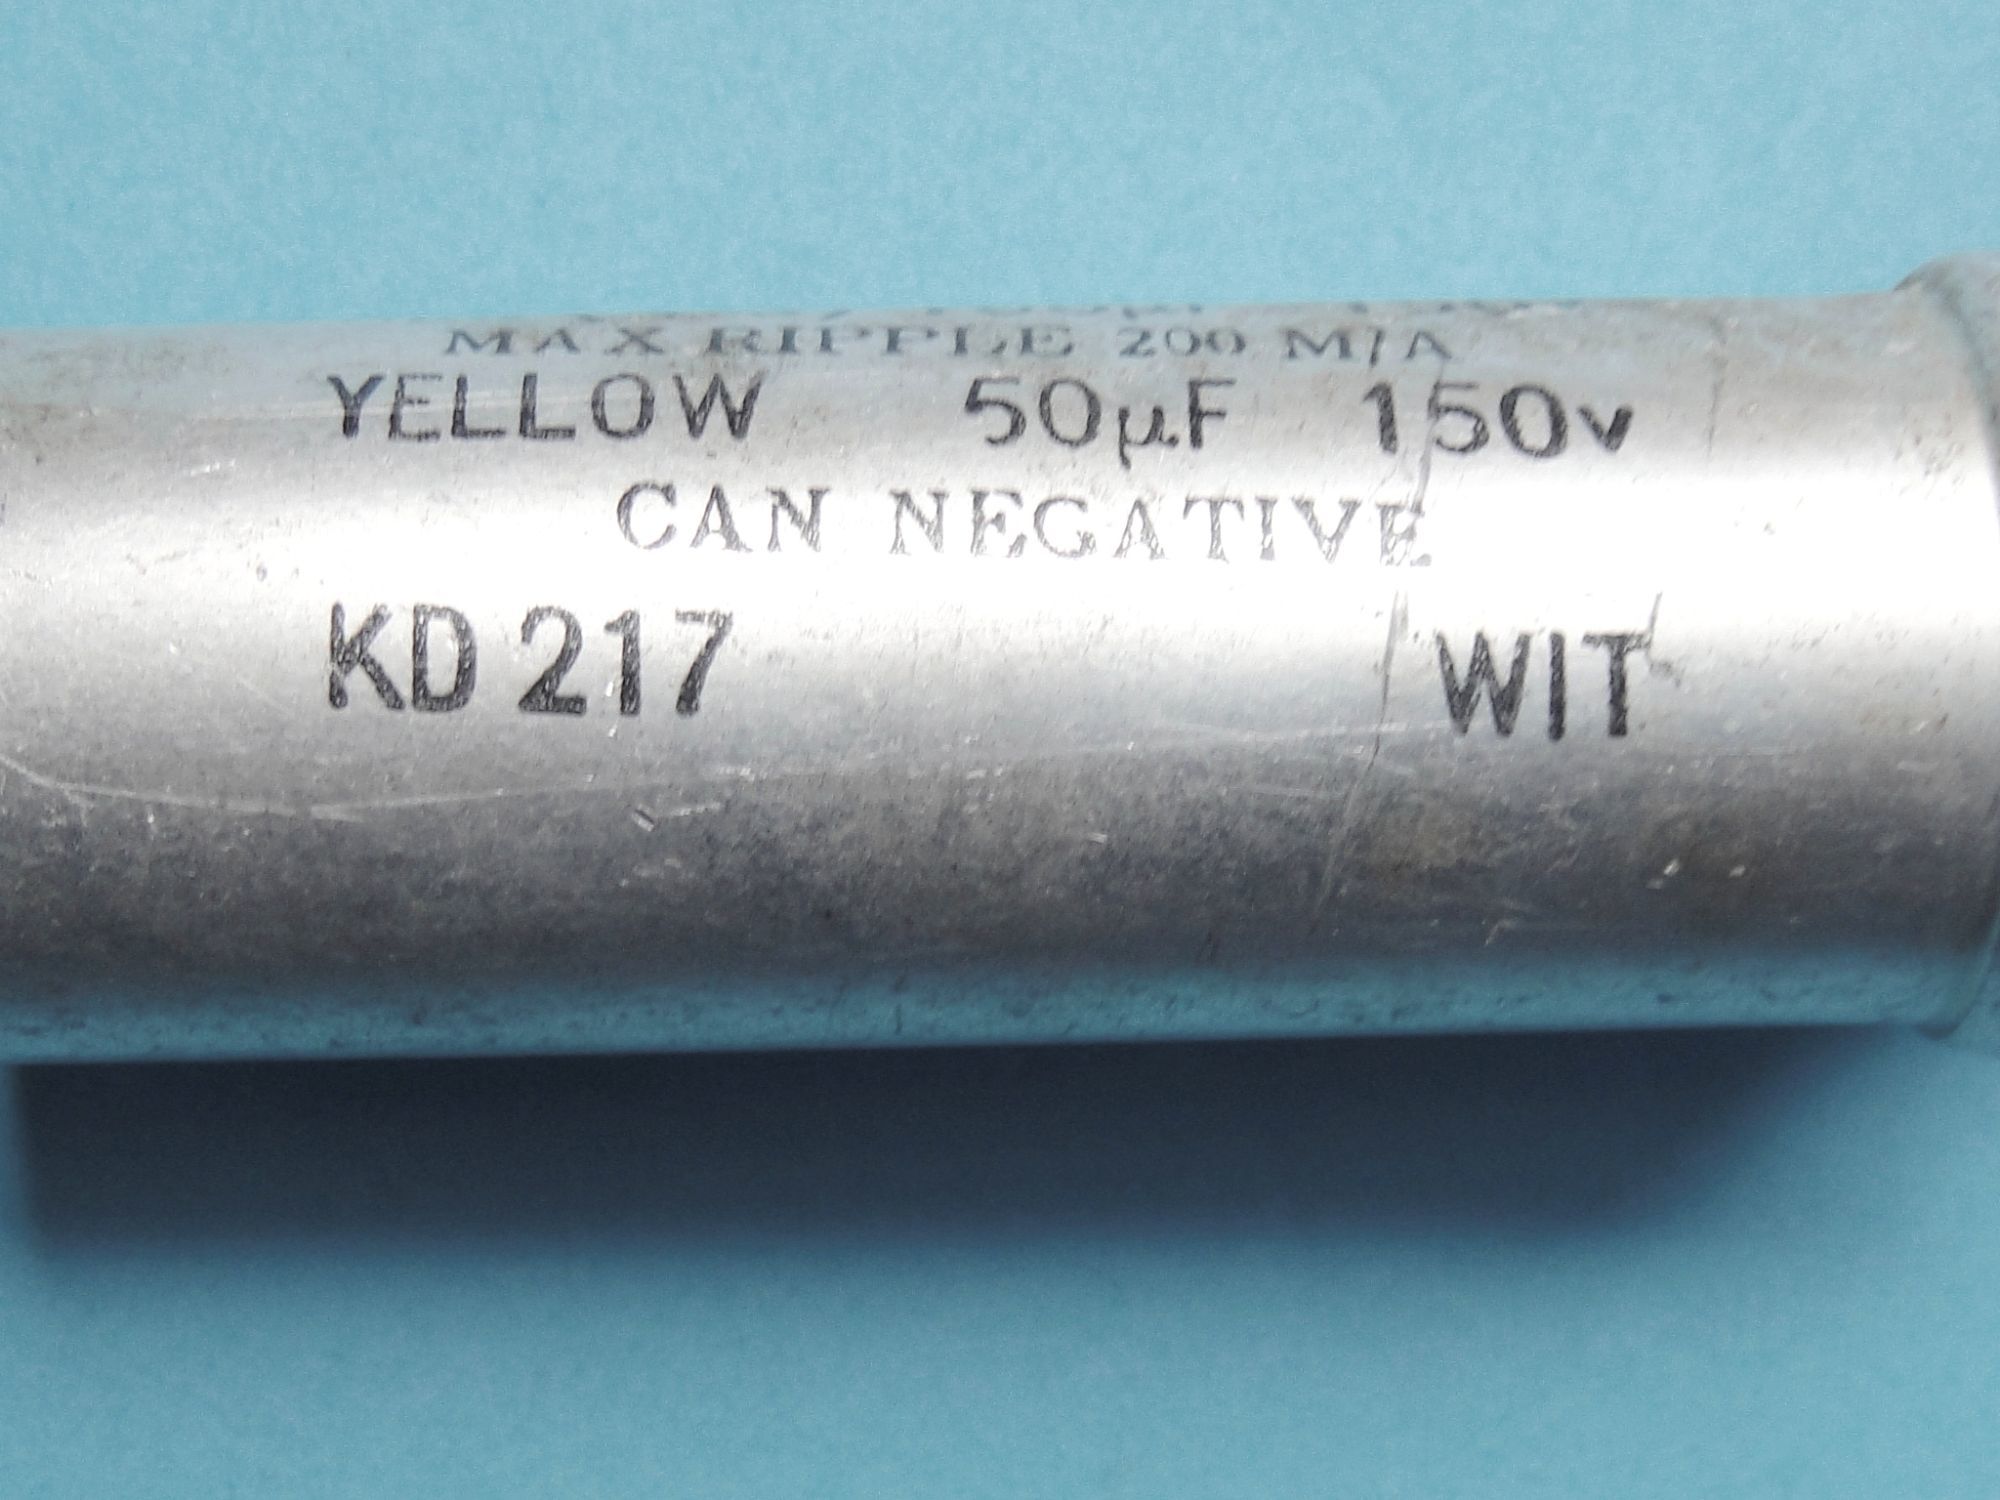 MAX RIPPLE 200 M/A
YELLOW 50µF 150v
CAN NEGATIVE
KD 217 WIT